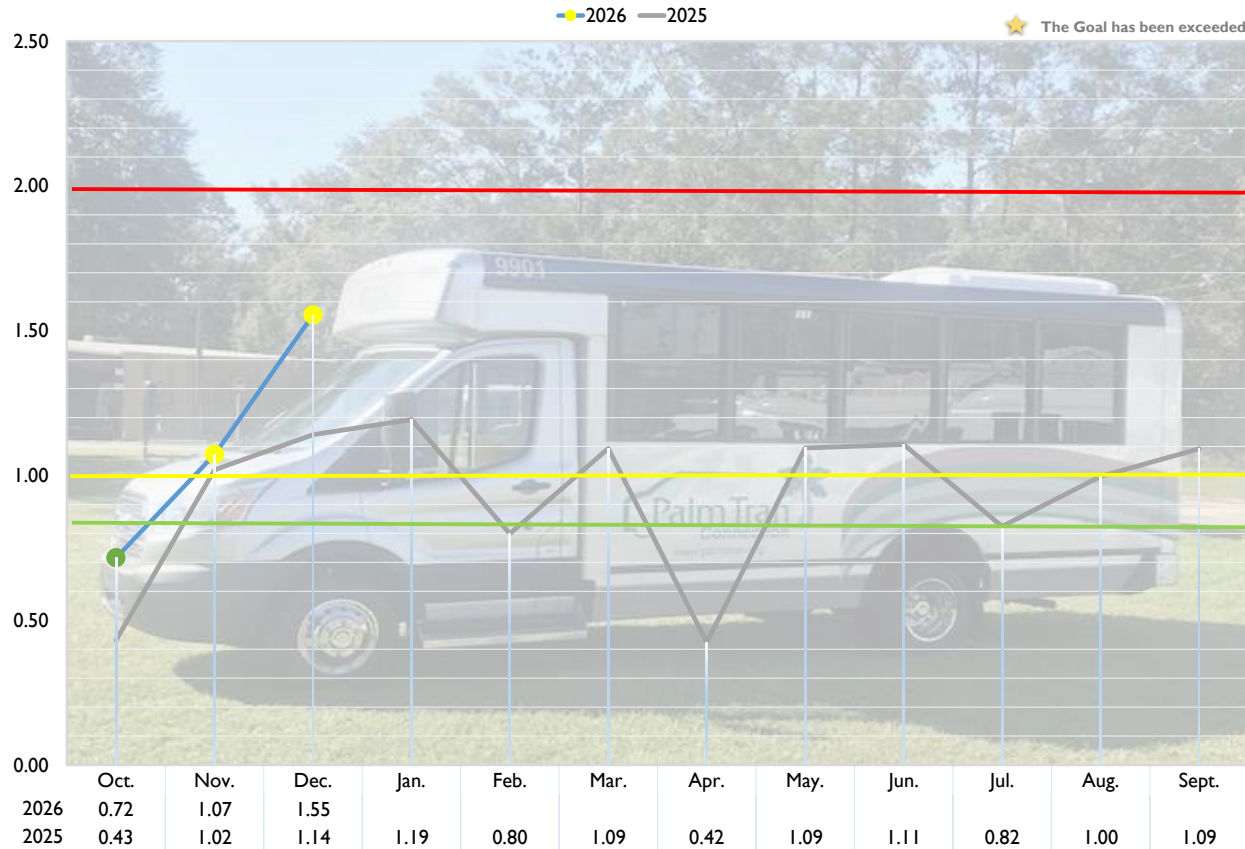 2026 2025
The Goal has been exceeded
2.50
2.00
1.50
1.00
0.50
0.00
9901
Palm Tran
Connection
Oct. Nov. Dec. Jan. Feb. Mar. Apr. May. Jun. Jul. Aug. Sept.
2026 0.72 1.07 1.55
2025 0.43 1.02 1.14 1.19 0.80 1.09 0.42 1.09 1.11 0.82 1.00 1.09